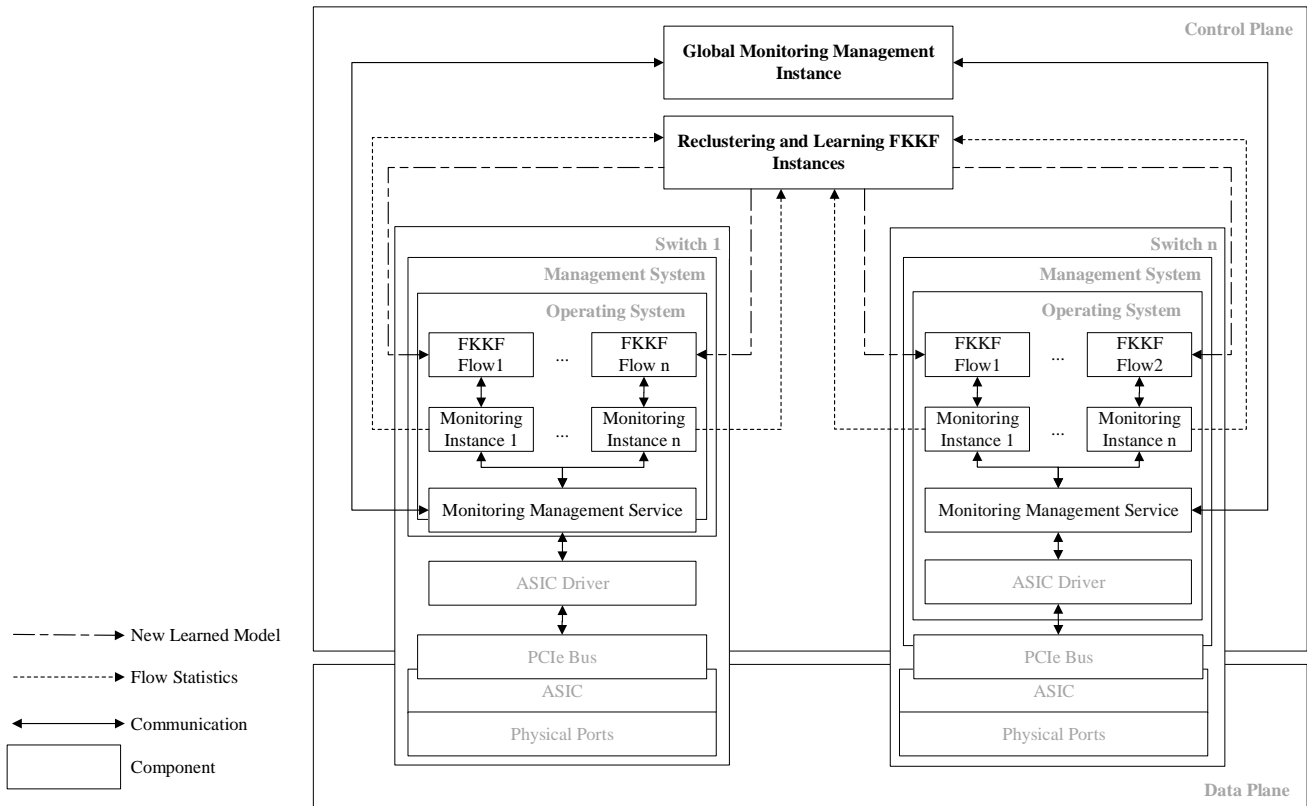 Control Plane
Global Monitoring Management
Instance
Reclustering and Learning FKKF
Instances
Switch 1
Management System
Operating System
FKKF
Flow1
...
FKKF
Flow n
Monitoring
Instance 1
...
Monitoring
Instance n
Monitoring Management Service
ASIC Driver
PCIe Bus
ASIC
Physical Ports
Switch n
Management System
Operating System
FKKF
Flow1
...
FKKF
Flow2
Monitoring
Instance 1
...
Monitoring
Instance n
Monitoring Management Service
ASIC Driver
PCIe Bus
ASIC
Physical Ports
Data Plane
New Learned Model
Flow Statistics
Communication
Component